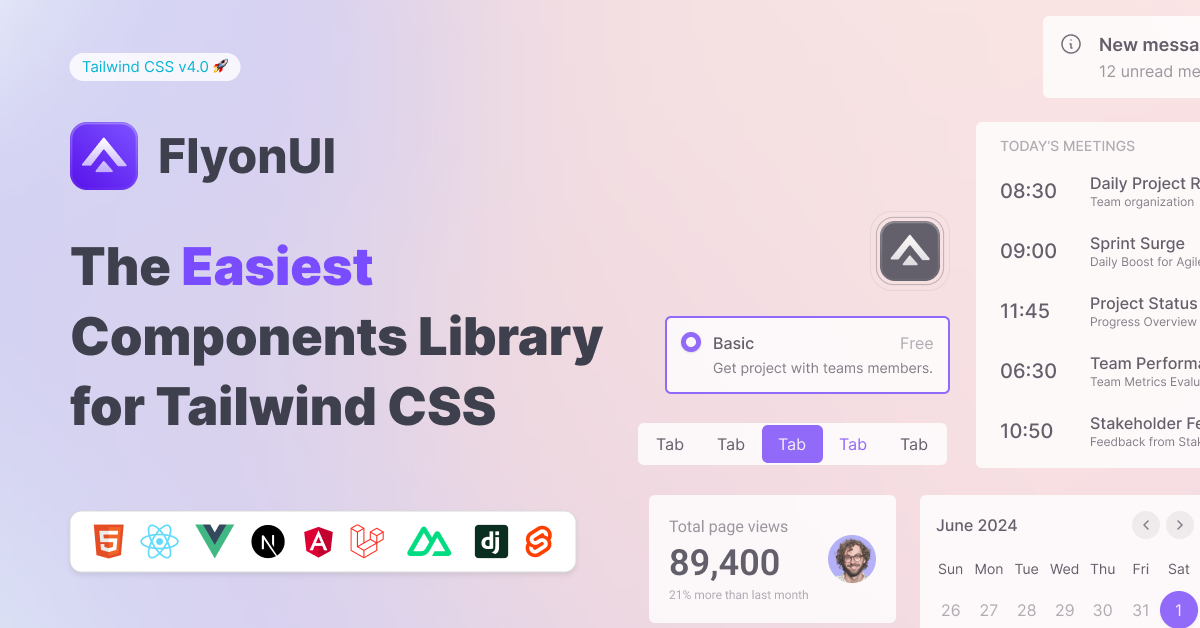 Tailwind CSS v4.0 🚀
FlyonUI
The Easiest
Components Library
for Tailwind CSS
5
N
A
dj
New messa
12 unread me
TODAY'S MEETINGS
08:30
Daily Project R
Team organization
09:00
Sprint Surge
Daily Boost for Agile
11:45
Project Status
Progress Overview
06:30
Team Performa
Team Metrics Evalu
10:50
Stakeholder Fe
Feedback from Stak
Basic Free
Get project with teams members.
Tab Tab Tab Tab Tab
Total page views
89,400
21% more than last month
June 2024
Sun Mon Tue Wed Thu Fri Sat
26 27 28 29 30 31 1